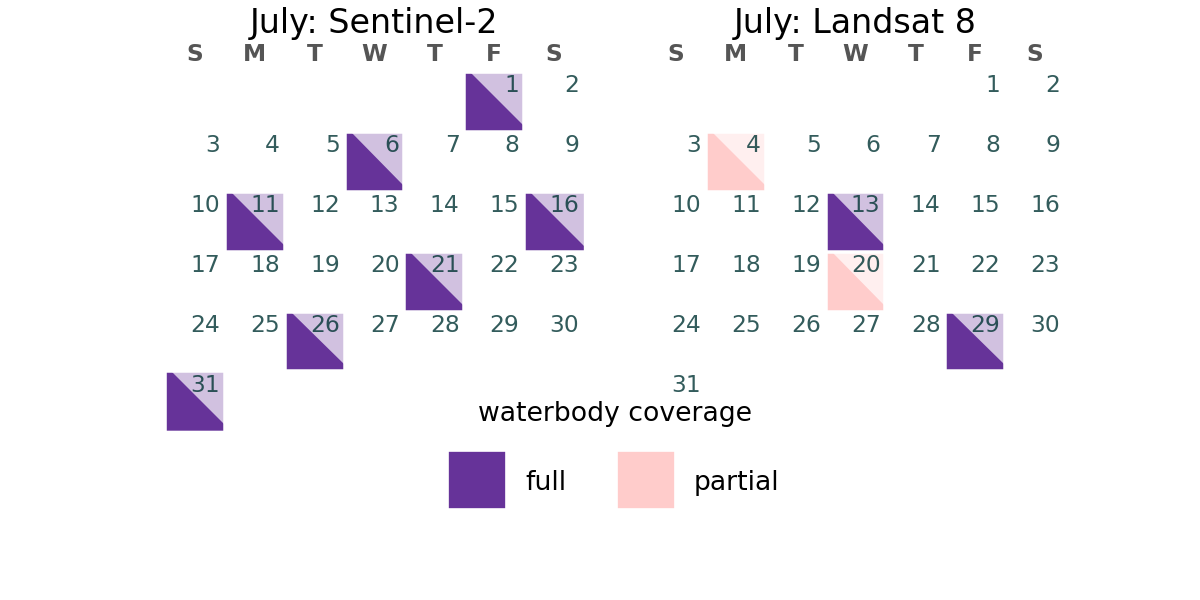 July: Sentinel-2
S M T W T F S
1 2
3 4 5 6 7 8 9
10 11 12 13 14 15 16
17 18 19 20 21 22 23
24 25 26 27 28 29 30
31
July: Landsat 8
S M T W T F S
1 2
3 4 5 6 7 8 9
10 11 12 13 14 15 16
17 18 19 20 21 22 23
24 25 26 27 28 29 30
31
waterbody coverage
full partial